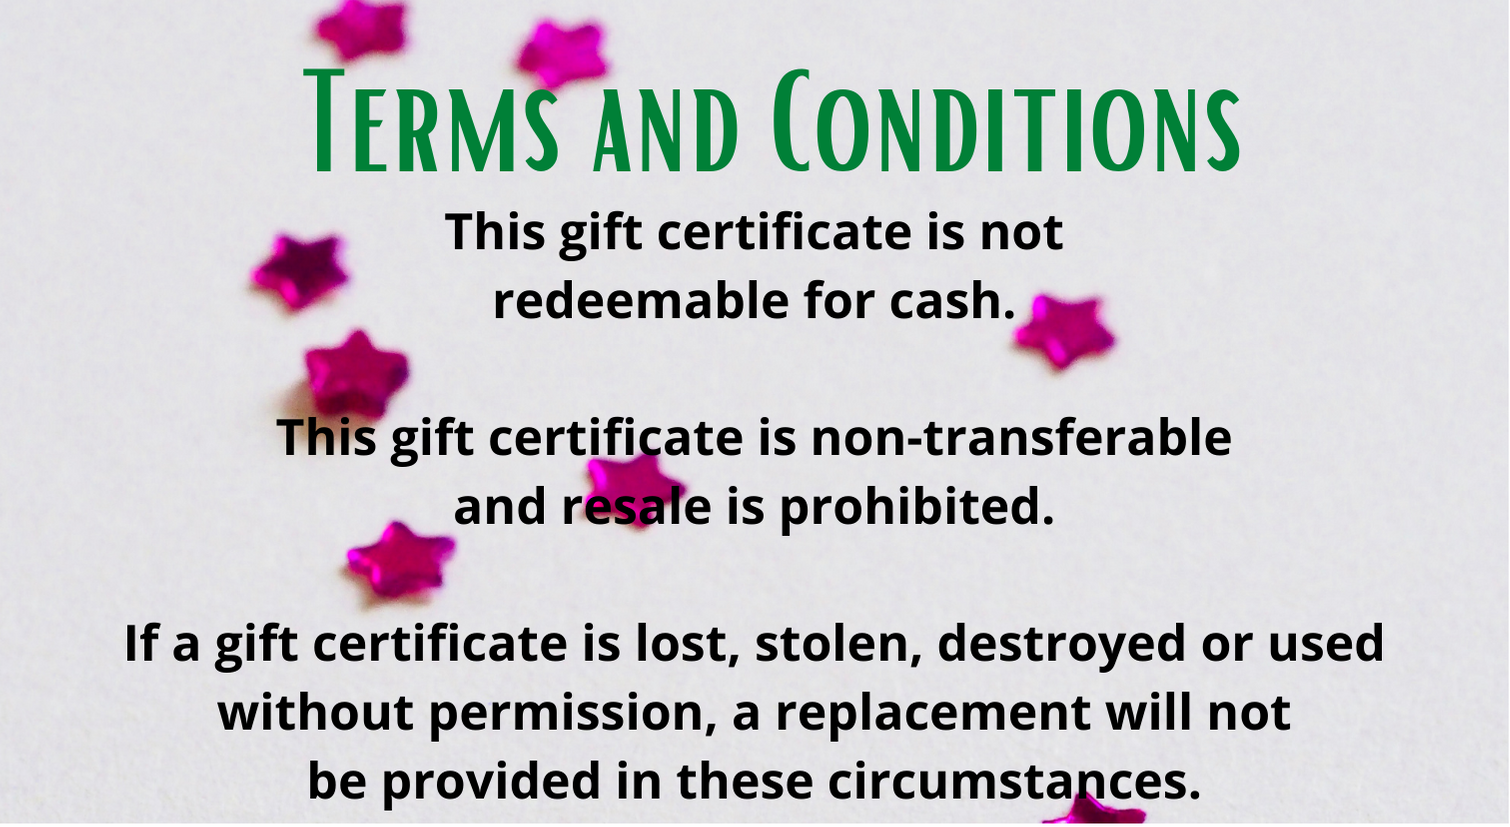 Terms and Conditions
This gift certificate is not
redeemable for cash.
This gift certificate is non-transferable
and resale is prohibited.
If a gift certificate is lost, stolen, destroyed or used
without permission, a replacement will not
be provided in these circumstances.